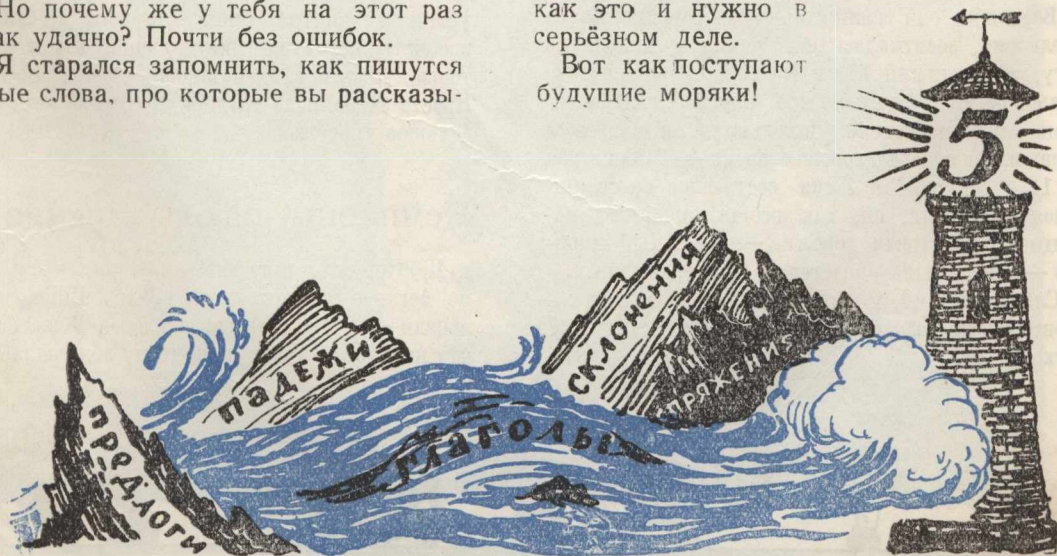 Но почему же у тебя на этот раз
ак удачно? Почти без ошибок.
Я старался запомнить, как пишутся
ые слова, про которые вы рассказы-
как это и нужно в
серьёзном деле.
Вот как поступают
будущие моряки!
5
предлоги
падежи
глаголы
склонения
спряжения